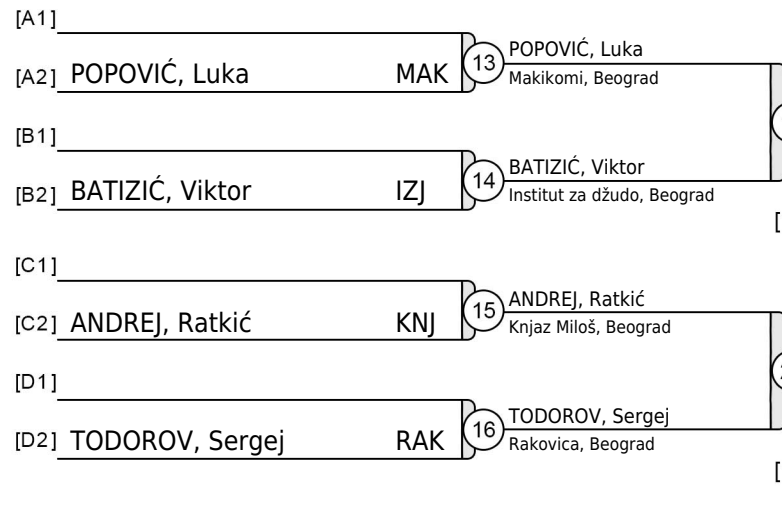 [A1]
[A2] POPOVIĆ, Luka MAK
13
POPOVIĆ, Luka
Makikomi, Beograd
[B1]
[B2] BATIZIĆ, Viktor IZJ
14
BATIZIĆ, Viktor
Institut za džudo, Beograd
[
[C1]
[C2] ANDREJ, Ratkić KNJ
15
ANDREJ, Ratkić
Knjaz Miloš, Beograd
[D1]
[D2] TODOROV, Sergej RAK
16
TODOROV, Sergej
Rakovica, Beograd
[